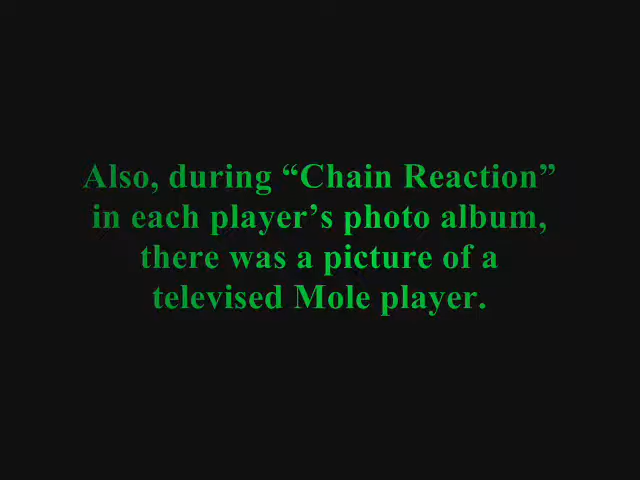 Also, during “Chain Reaction”
in each player’s photo album,
there was a picture of a
televised Mole player.